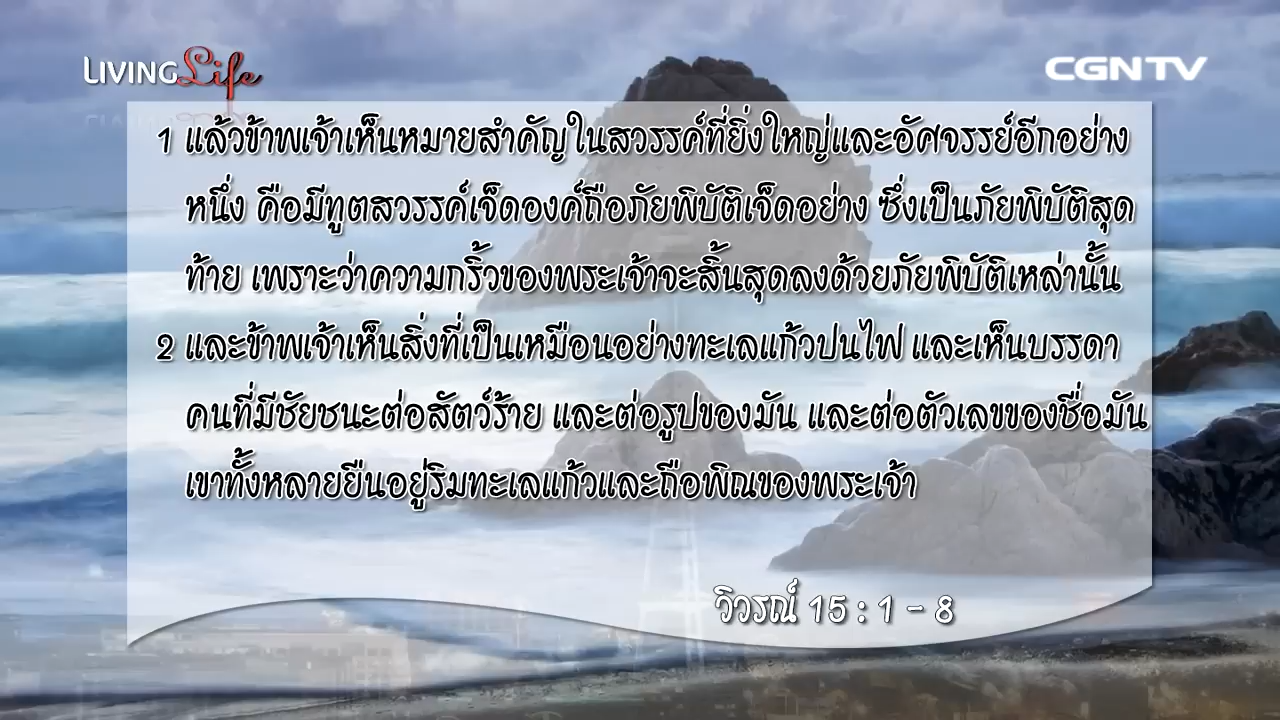 LIVING Life
CGNTV
1 แล้วข้าพเจ้าเห็นหมายสำคัญในสวรรค์ที่ยิ่งใหญ่และอัศจรรย์อีกอย่าง
หนึ่ง คือมีทูตสวรรค์เจ็ดองค์ถือภัยพิบัติเจ็ดอย่าง ซึ่งเป็นภัยพิบัติสุด
ท้าย เพราะว่าความกริ้วของพระเจ้าจะสิ้นสุดลงด้วยภัยพิบัติเหล่านั้น
2 และข้าพเจ้าเห็นสิ่งที่เป็นเหมือนอย่างทะเลแก้วปนไฟ และเห็นบรรดา
คนที่มีชัยชนะต่อสัตว์ร้าย และต่อรูปของมัน และต่อตัวเลขของชื่อมัน
เขาทั้งหลายยืนอยู่ริมทะเลแก้วและถือพิณของพระเจ้า
วิวรณ์ 15 : 1 - 8